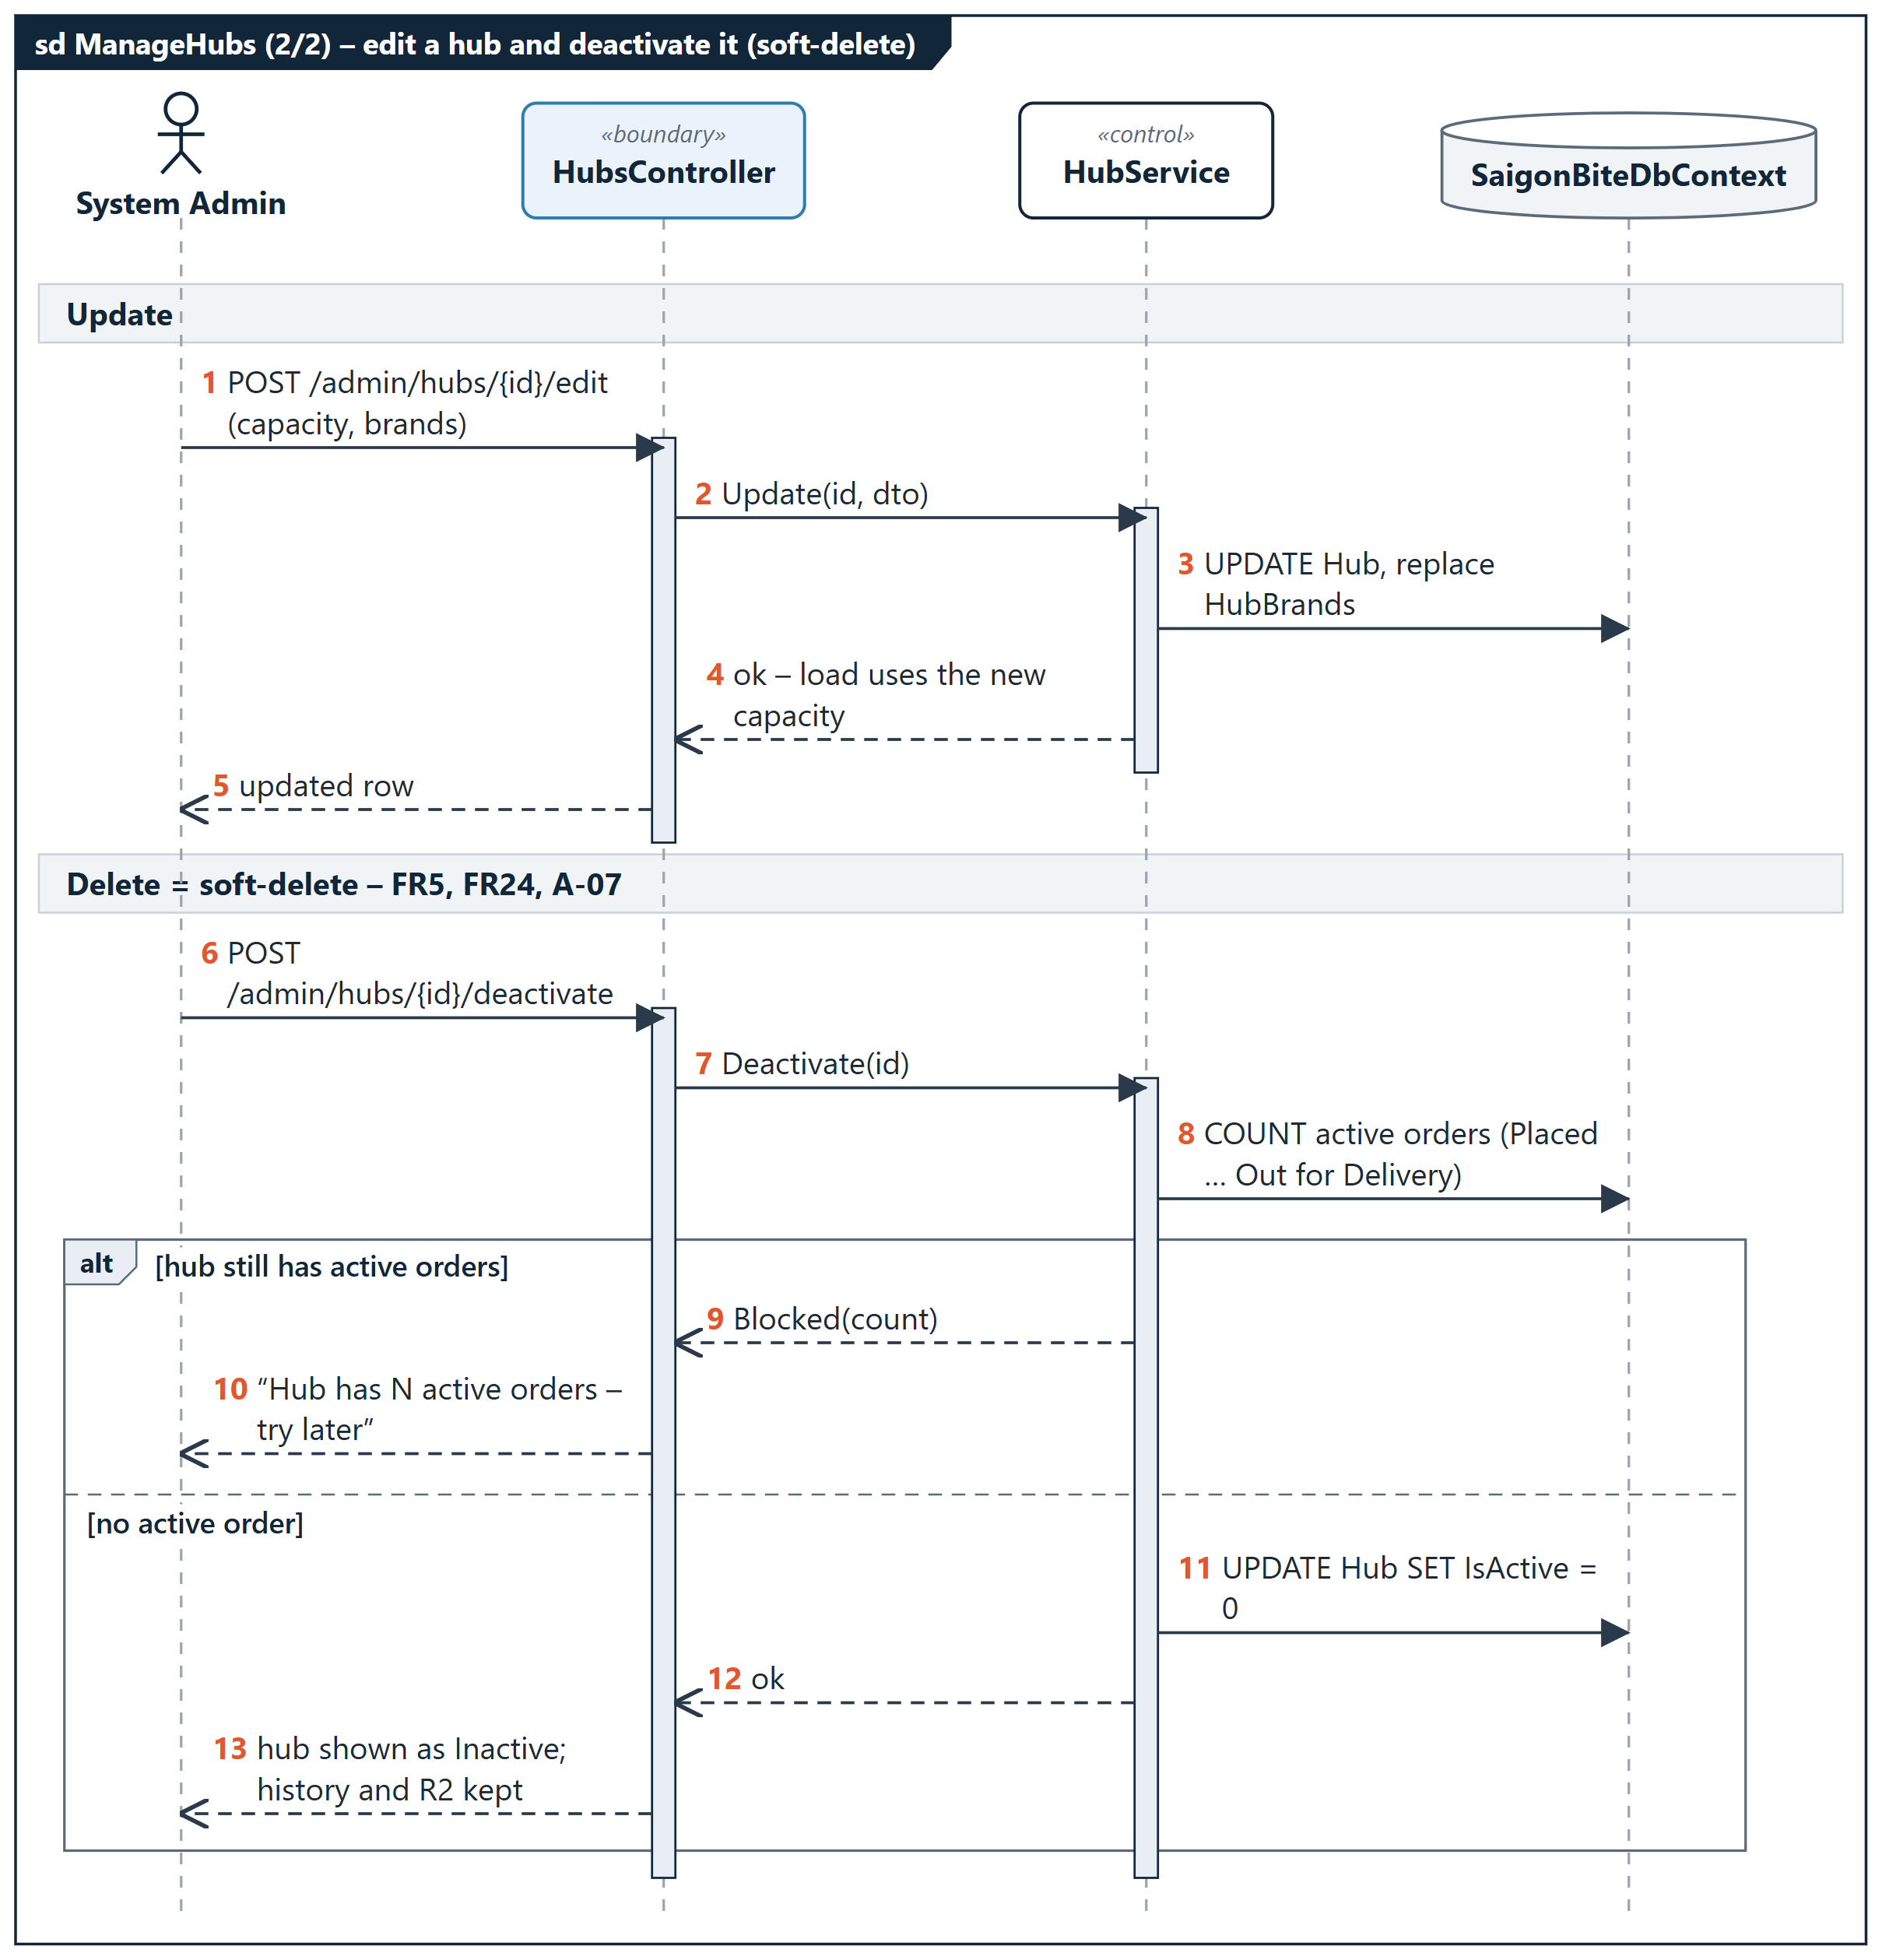 sd ManageHubs (2/2) – edit a hub and deactivate it (soft-delete)
System Admin
«boundary»
HubsController
«control»
HubService
SaigonBiteDbContext
Update
1 POST /admin/hubs/{id}/edit
(capacity, brands)
2 Update(id, dto)
3 UPDATE Hub, replace
HubBrands
4 ok – load uses the new
capacity
5 updated row
Delete = soft-delete – FR5, FR24, A-07
6 POST
/admin/hubs/{id}/deactivate
7 Deactivate(id)
8 COUNT active orders (Placed
... Out for Delivery)
alt [hub still has active orders]
9 Blocked(count)
10 “Hub has N active orders –
try later”
[no active order]
11 UPDATE Hub SET IsActive =
0
12 ok
13 hub shown as Inactive;
history and R2 kept